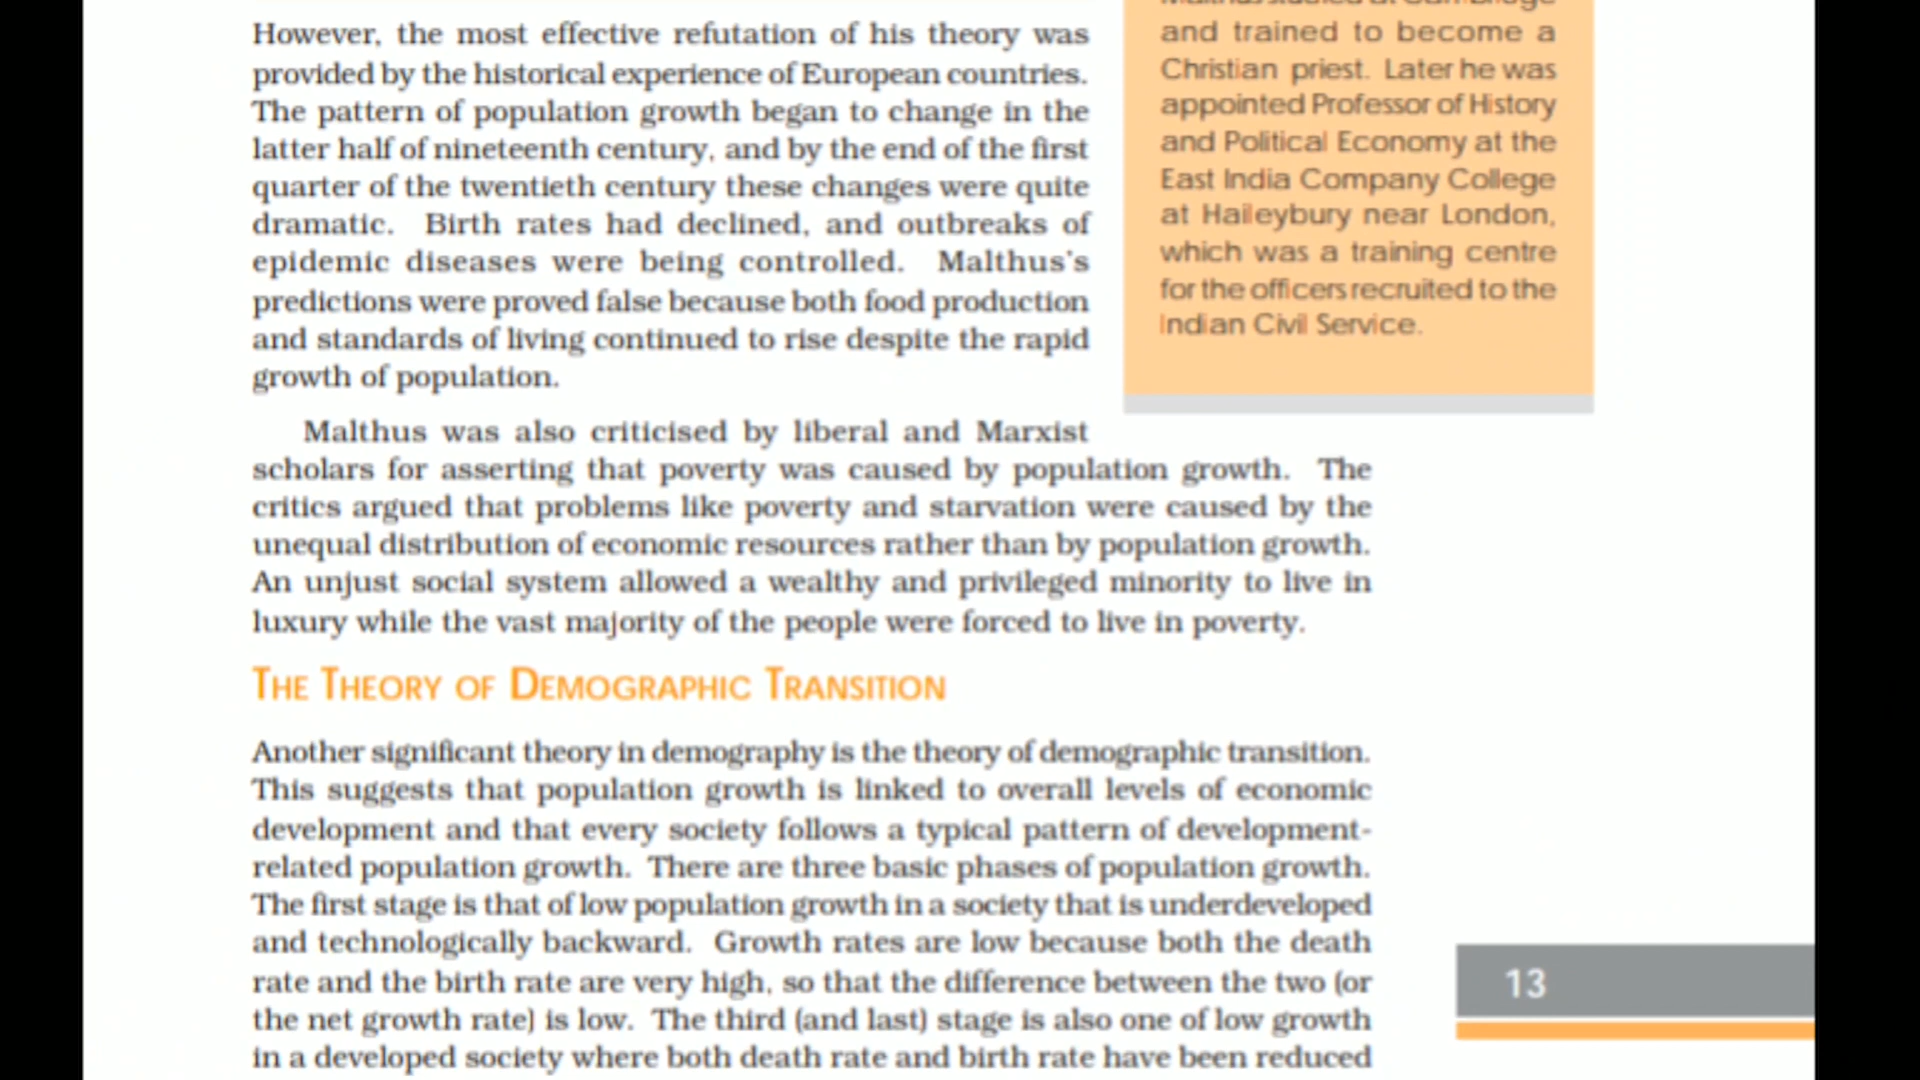 However, the most effective refutation of his theory was
provided by the historical experience of European countries.
The pattern of population growth began to change in the
latter half of nineteenth century, and by the end of the first
quarter of the twentieth century these changes were quite
dramatic. Birth rates had declined, and outbreaks of
epidemic diseases were being controlled. Malthus's
predictions were proved false because both food production
and standards of living continued to rise despite the rapid
growth of population.
Malthus was also criticised by liberal and Marxist
scholars for asserting that poverty was caused by population growth. The
critics argued that problems like poverty and starvation were caused by the
unequal distribution of economic resources rather than by population growth.
An unjust social system allowed a wealthy and privileged minority to live in
luxury while the vast majority of the people were forced to live in poverty.
Malthus studied at Cambridge
and trained to become a
Christian priest. Later he was
appointed Professor of History
and Political Economy at the
East India Company College
at Haileybury near London,
which was a training centre
for the officers recruited to the
Indian Civil Service.
THE THEORY OF DEMOGRAPHIC TRANSITION
Another significant theory in demography is the theory of demographic transition.
This suggests that population growth is linked to overall levels of economic
development and that every society follows a typical pattern of development-
related population growth. There are three basic phases of population growth.
The first stage is that of low population growth in a society that is underdeveloped
and technologically backward. Growth rates are low because both the death
rate and the birth rate are very high, so that the difference between the two (or
the net growth rate) is low. The third (and last) stage is also one of low growth
in a developed society where both death rate and birth rate have been reduced
13